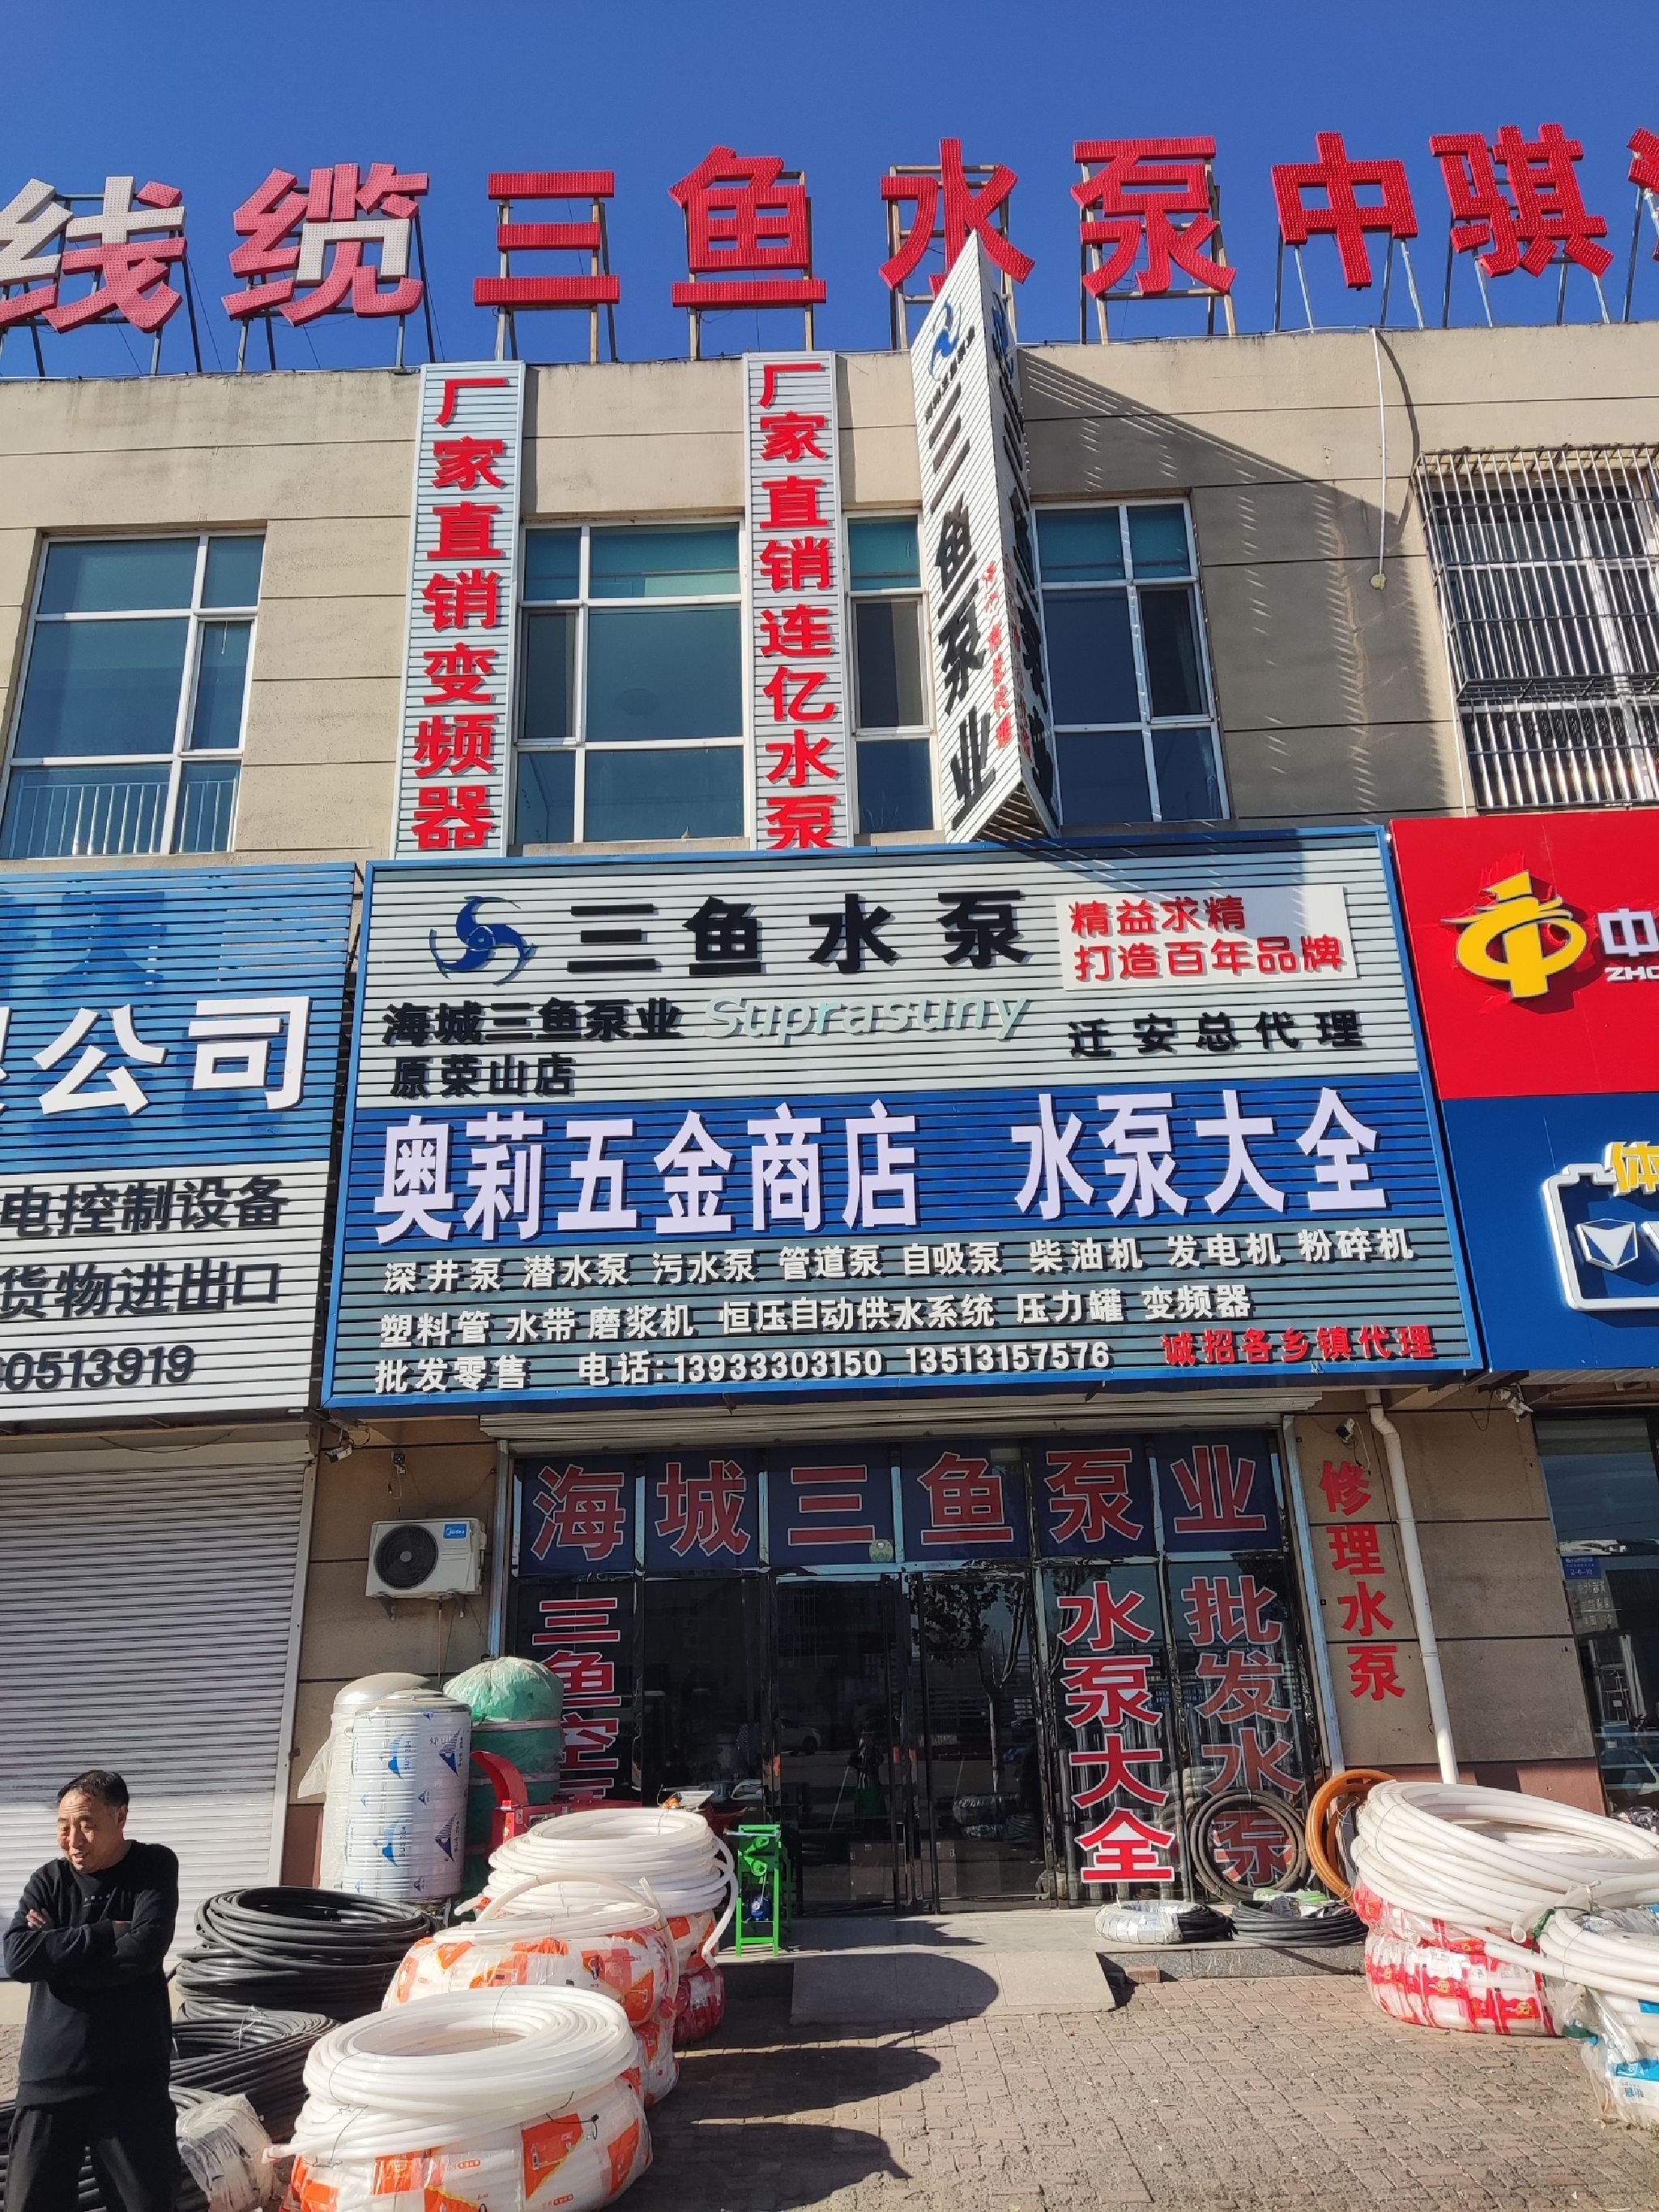 线缆三鱼水泵中骐
厂家直销变频器
厂家直销连亿水泵
三鱼泵业
三鱼水泵
精益求精
打造百年品牌
海城三鱼泵业 Suprasuny
迁安总代理
原荣山店
奥莉五金商店 水泵大全
深井泵 潜水泵 污水泵 管道泵 自吸泵 柴油机 发电机 粉碎机
塑料管 水带 磨浆机 恒压自动供水系统 压力罐 变频器
批发零售 电话:13933303150 13513157576 诚招各乡镇代理
公司
电控制设备
货物进出口
0513919
中
ZHO
体
海城三鱼泵业
三鱼空
水泵大全
批发水泵
修理水泵